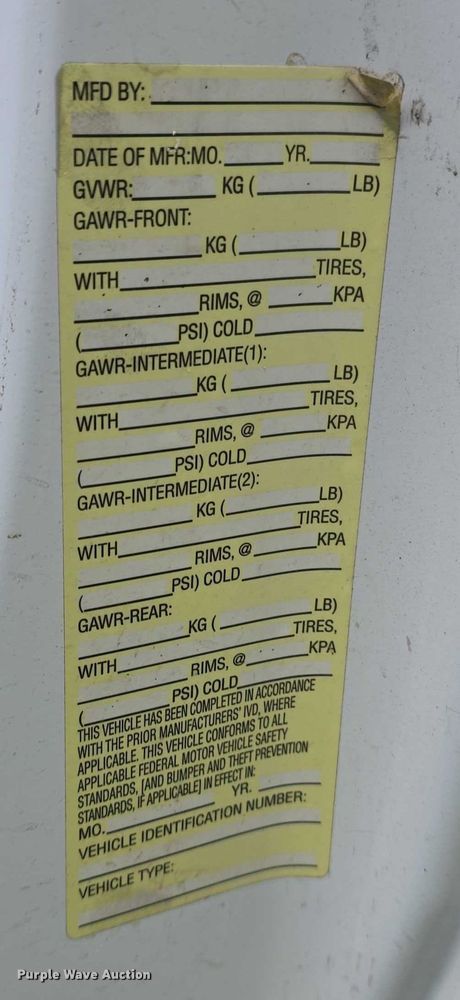 MFD BY:
DATE OF MFR:MO. YR.
GVWR: KG ( LB)
GAWR-FRONT:
KG ( LB)
WITH TIRES,
RIMS, @ KPA
( PSI) COLD
GAWR-INTERMEDIATE(1):
KG ( LB)
WITH TIRES,
RIMS, @ KPA
( PSI) COLD
GAWR-INTERMEDIATE(2):
KG ( LB)
WITH TIRES,
RIMS, @ KPA
( PSI) COLD
GAWR-REAR:
KG ( LB)
WITH TIRES,
RIMS, @ KPA
( PSI) COLD
THIS VEHICLE HAS BEEN COMPLETED IN ACCORDANCE
WITH THE PRIOR MANUFACTURERS' IVD, WHERE
APPLICABLE. THIS VEHICLE CONFORMS TO ALL
APPLICABLE FEDERAL MOTOR VEHICLE SAFETY
STANDARDS, [AND BUMPER AND THEFT PREVENTION
STANDARDS, IF APPLICABLE] IN EFFECT IN:
MO. YR.
VEHICLE IDENTIFICATION NUMBER:
VEHICLE TYPE:
Purple Wave Auction